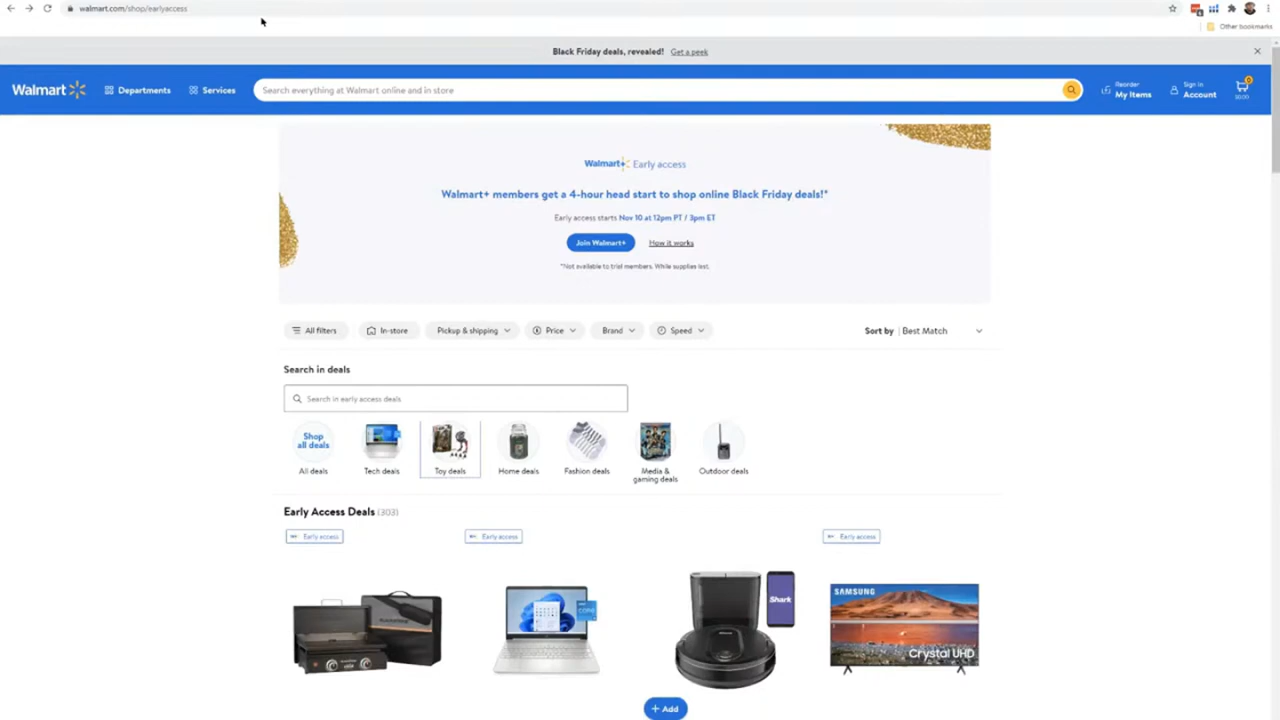 walmart.com/shop/earlyaccess
Other bookmarks
Black Friday deals, revealed! Get a peek
Walmart
Departments
Services
Search everything at Walmart online and in store
Reorder
My Items
Sign In
Account
0
$0.00
Walmart+ Early access
Walmart+ members get a 4-hour head start to shop online Black Friday deals!*
Early access starts Nov 10 at 12pm PT / 3pm ET
Join Walmart+
How it works
*Not available to trial members. While supplies last.
All filters
In-store
Pickup & shipping
Price
Brand
Speed
Sort by | Best Match
Search in deals
Search in early access deals
Shop
all deals
All deals
Tech deals
Toy deals
Home deals
Fashion deals
Media &
gaming deals
Outdoor deals
Early Access Deals (303)
Early access
Early access
Early access
Shark
SAMSUNG
Crystal UHD
+ Add